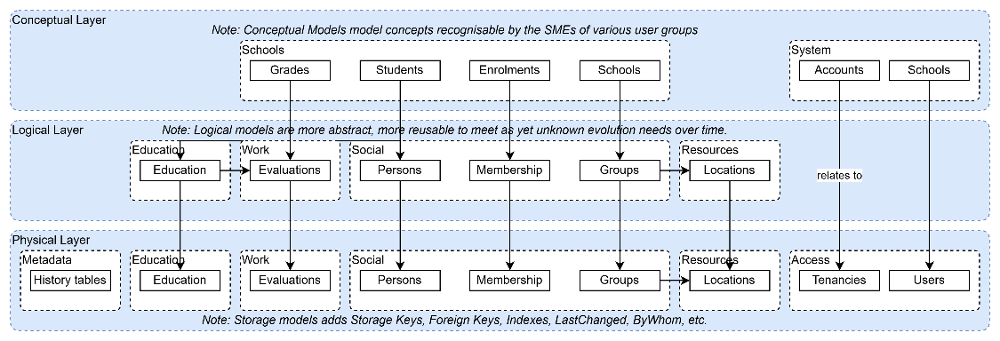 Conceptual Layer
Note: Conceptual Models model concepts recognisable by the SMEs of various user groups
Schools
System
Grades
Students
Enrolments
Schools
Accounts
Schools
Logical Layer
Note: Logical models are more abstract, more reusable to meet as yet unknown evolution needs over time.
Education
Work
Social
Resources
Education
Evaluations
Persons
Membership
Groups
Locations
relates to
Physical Layer
Metadata
Education
Work
Social
Resources
Access
History tables
Education
Evaluations
Persons
Membership
Groups
Locations
Tenancies
Users
Note: Storage models adds Storage Keys, Foreign Keys, Indexes, LastChanged, ByWhom, etc.